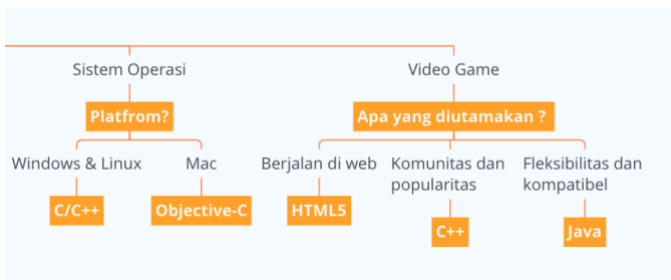 Sistem Operasi
Video Game
Platfrom?
Apa yang diutamakan ?
Windows & Linux
Mac
Berjalan di web
Komunitas dan
popularitas
Fleksibilitas dan
kompatibel
C/C++
Objective-C
HTML5
C++
Java